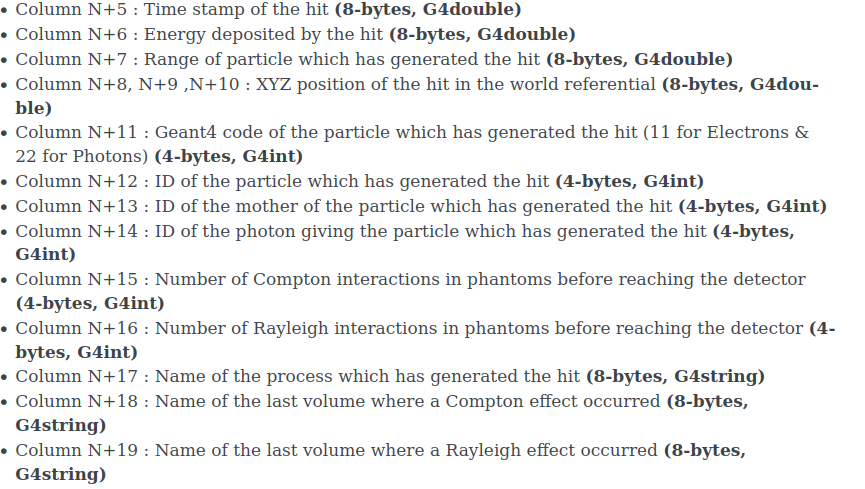 • Column N+5 : Time stamp of the hit (8-bytes, G4double)
• Column N+6 : Energy deposited by the hit (8-bytes, G4double)
• Column N+7 : Range of particle which has generated the hit (8-bytes, G4double)
• Column N+8, N+9 ,N+10 : XYZ position of the hit in the world referential (8-bytes, G4dou-
ble)
• Column N+11 : Geant4 code of the particle which has generated the hit (11 for Electrons &
22 for Photons) (4-bytes, G4int)
• Column N+12 : ID of the particle which has generated the hit (4-bytes, G4int)
• Column N+13 : ID of the mother of the particle which has generated the hit (4-bytes, G4int)
• Column N+14 : ID of the photon giving the particle which has generated the hit (4-bytes,
G4int)
• Column N+15 : Number of Compton interactions in phantoms before reaching the detector
(4-bytes, G4int)
• Column N+16 : Number of Rayleigh interactions in phantoms before reaching the detector (4-
bytes, G4int)
• Column N+17 : Name of the process which has generated the hit (8-bytes, G4string)
• Column N+18 : Name of the last volume where a Compton effect occurred (8-bytes,
G4string)
• Column N+19 : Name of the last volume where a Rayleigh effect occurred (8-bytes,
G4string)